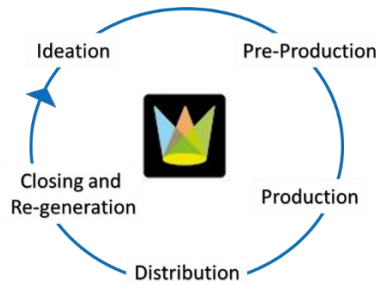 Ideation
Pre-Production
Production
Distribution
Closing and
Re-generation